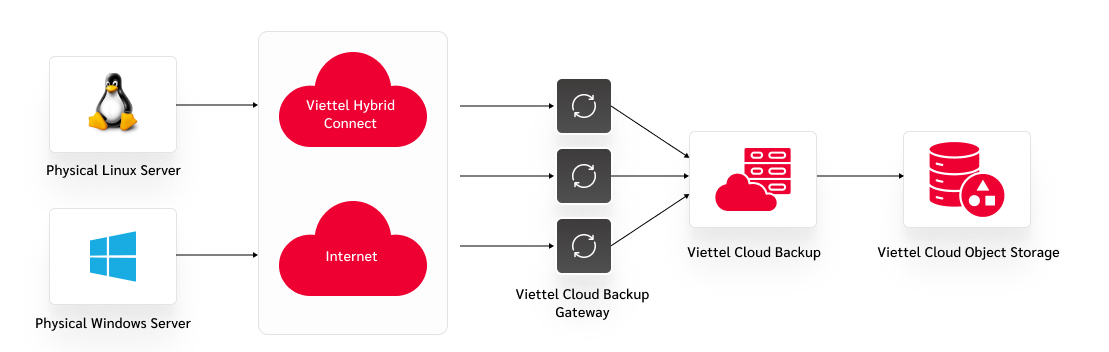 Viettel Hybrid
Connect
Physical Linux Server
Internet
Physical Windows Server
Viettel Cloud Backup
Gateway
Viettel Cloud Backup
Viettel Cloud Object Storage